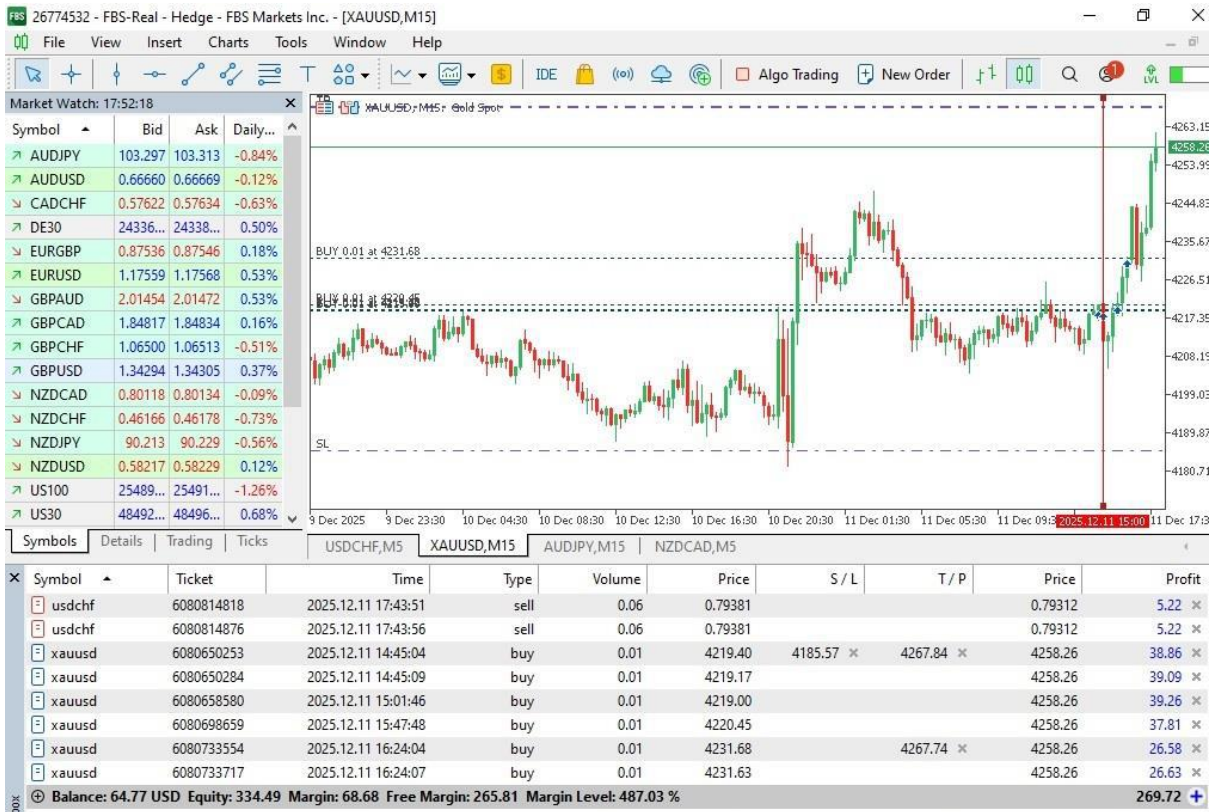 FBS 26774532 - FBS-Real - Hedge - FBS Markets Inc. - [XAUUSD,M15]
File View Insert Charts Tools Window Help
IDE Algo Trading New Order 1 LVL
Market Watch: 17:52:18
Symbol Bid Ask Daily...
AUDJPY 103.297 103.313 -0.84%
AUDUSD 0.66660 0.66669 -0.12%
CADCHF 0.57622 0.57634 -0.63%
DE30 24336... 24338... 0.50%
EURGBP 0.87536 0.87546 0.18%
EURUSD 1.17559 1.17568 0.53%
GBPAUD 2.01454 2.01472 0.53%
GBPCAD 1.84817 1.84834 0.16%
GBPCHF 1.06500 1.06513 -0.51%
GBPUSD 1.34294 1.34305 0.37%
NZDCAD 0.80118 0.80134 -0.09%
NZDCHF 0.46166 0.46178 -0.73%
NZDJPY 90.213 90.229 -0.56%
NZDUSD 0.58217 0.58229 0.12%
US100 25489... 25491... -1.26%
US30 48492... 48496... 0.68%
Symbols Details Trading Ticks
XAUUSD, M15: Gold Spot
BUY 0.01 at 4231.68
BUY 0.01 at 4220.45
SL
4263.15
4258.26
4253.99
4244.83
4235.67
4226.51
4217.35
4208.19
4199.03
4189.87
4180.71
9 Dec 2025 9 Dec 23:30 10 Dec 04:30 10 Dec 08:30 10 Dec 12:30 10 Dec 16:30 10 Dec 20:30 11 Dec 01:30 11 Dec 05:30 11 Dec 09:3 2025.12.11 15:00 11 Dec 17:3
USDCHF,M5 XAUUSD,M15 AUDJPY,M15 NZDCAD,M5
Symbol Ticket Time Type Volume Price S / L T / P Price Profit
usdchf 6080814818 2025.12.11 17:43:51 sell 0.06 0.79381 0.79312 5.22
usdchf 6080814876 2025.12.11 17:43:56 sell 0.06 0.79381 0.79312 5.22
xauusd 6080650253 2025.12.11 14:45:04 buy 0.01 4219.40 4185.57 4267.84 4258.26 38.86
xauusd 6080650284 2025.12.11 14:45:09 buy 0.01 4219.17 4258.26 39.09
xauusd 6080658580 2025.12.11 15:01:46 buy 0.01 4219.00 4258.26 39.26
xauusd 6080698659 2025.12.11 15:47:48 buy 0.01 4220.45 4258.26 37.81
xauusd 6080733554 2025.12.11 16:24:04 buy 0.01 4231.68 4267.74 4258.26 26.58
xauusd 6080733717 2025.12.11 16:24:07 buy 0.01 4231.63 4258.26 26.63
Balance: 64.77 USD Equity: 334.49 Margin: 68.68 Free Margin: 265.81 Margin Level: 487.03 % 269.72